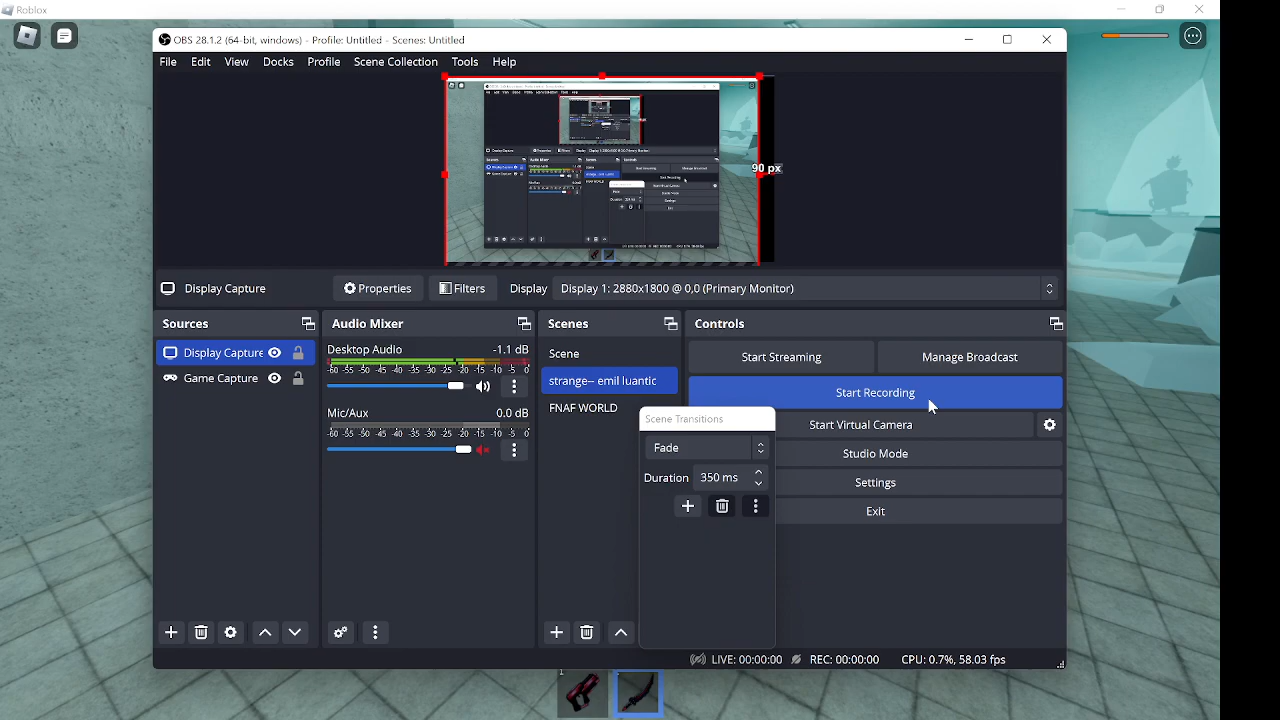 Roblox
OBS 28.1.2 (64-bit, windows) - Profile: Untitled - Scenes: Untitled
File Edit View Docks Profile Scene Collection Tools Help
90 px
Display Capture Properties Filters Display Display 1: 2880x1800 @ 0,0 (Primary Monitor)
Sources
Display Capture
Game Capture
Audio Mixer
Desktop Audio -1.1 dB
-60 -55 -50 -45 -40 -35 -30 -25 -20 -15 -10 -5 0
Mic/Aux 0.0 dB
-60 -55 -50 -45 -40 -35 -30 -25 -20 -15 -10 -5 0
Scenes
Scene
strange-- emil luantic
FNAF WORLD
Scene Transitions
Fade
Duration 350 ms
Controls
Start Streaming Manage Broadcast
Start Recording
Start Virtual Camera
Studio Mode
Settings
Exit
LIVE: 00:00:00 REC: 00:00:00 CPU: 0.7%, 58.03 fps